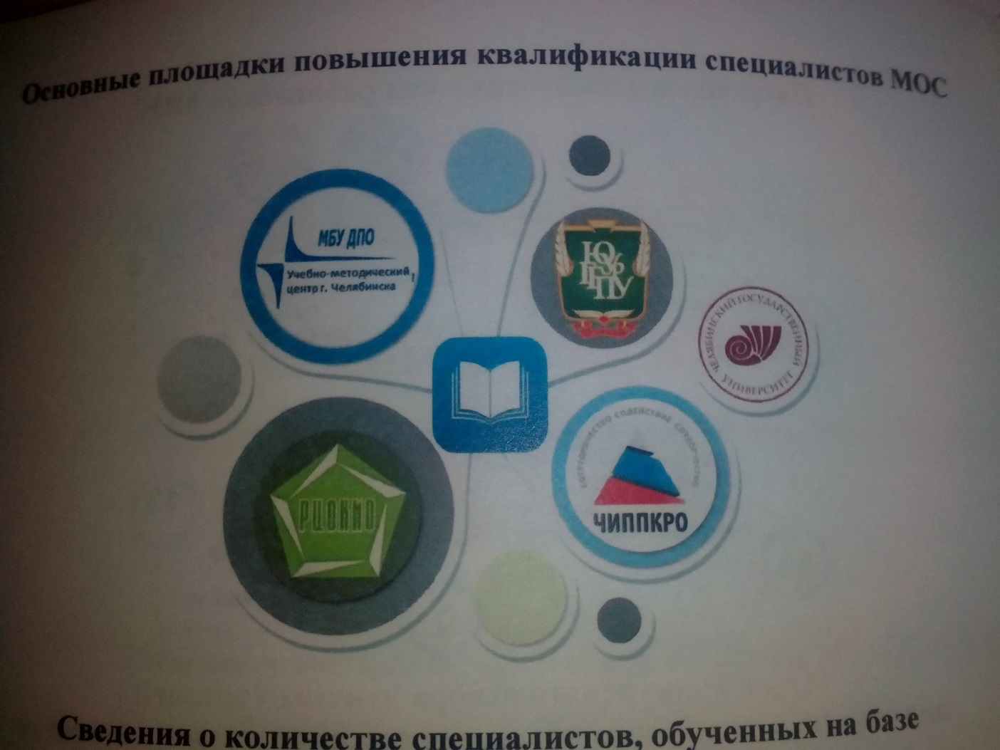 Основные площадки повышения квалификации специалистов МОС
МБУ ДПО
Учебно-методический
центр г. Челябинска
ЮУрГГПУ
ЧЕЛЯБИНСКИЙ ГОСУДАРСТВЕННЫЙ УНИВЕРСИТЕТ
РЦОКИО
СОТРУДНИЧЕСТВО СОДЕЙСТВИЕ СОТВОРЧЕСТВО
ЧИППКРО
Сведения о количестве специалистов, обученных на базе